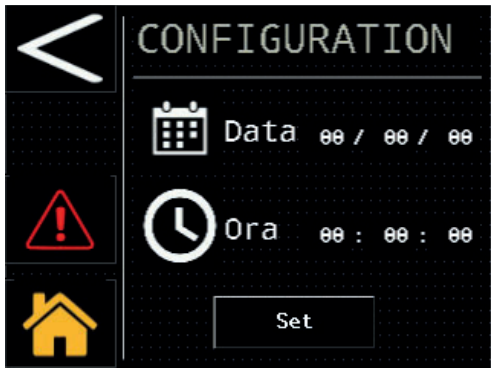 CONFIGURATION
Data 00 / 00 / 00
Ora 00 : 00 : 00
Set